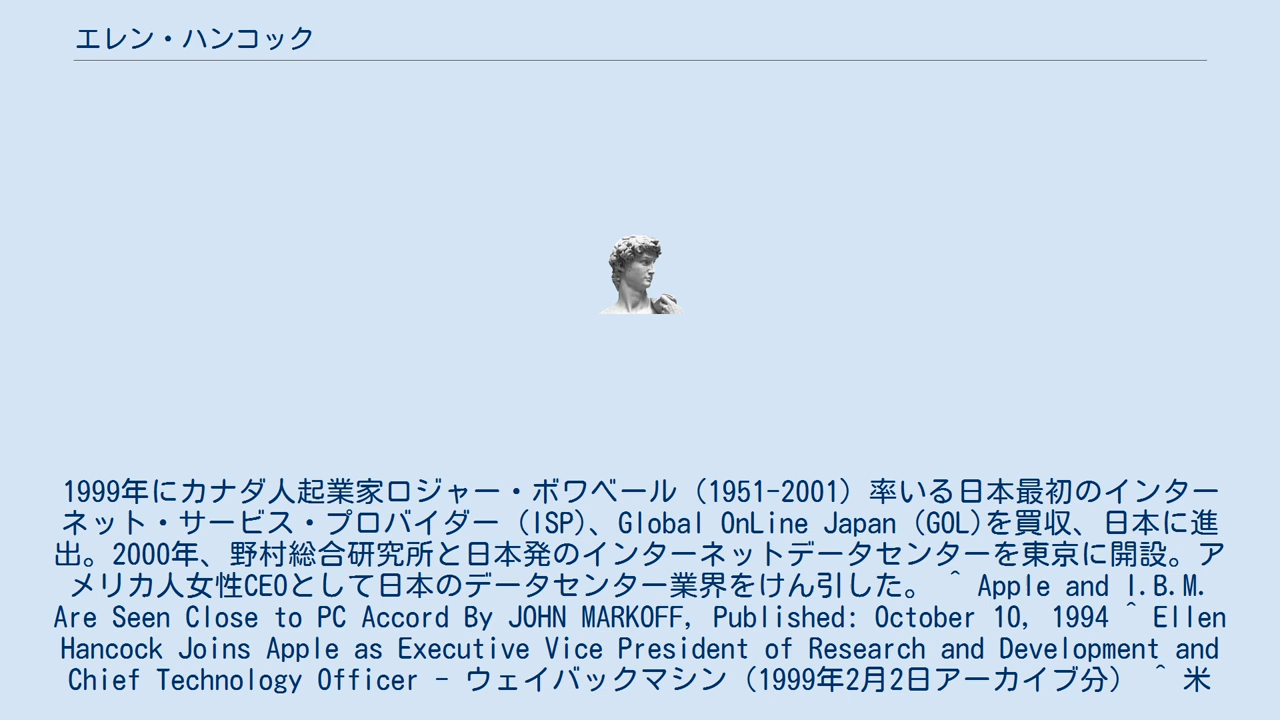 エレン・ハンコック
1999年にカナダ人起業家ロジャー・ボワベール（1951-2001）率いる日本最初のインター
ネット・サービス・プロバイダー（ISP)、Global OnLine Japan（GOL)を買収、日本に進
出。2000年、野村総合研究所と日本発のインターネットデータセンターを東京に開設。ア
メリカ人女性CEOとして日本のデータセンター業界をけん引した。 ^ Apple and I.B.M.
Are Seen Close to PC Accord By JOHN MARKOFF, Published: October 10, 1994 ^ Ellen
Hancock Joins Apple as Executive Vice President of Research and Development and
Chief Technology Officer - ウェイバックマシン（1999年2月2日アーカイブ分） ^ 米